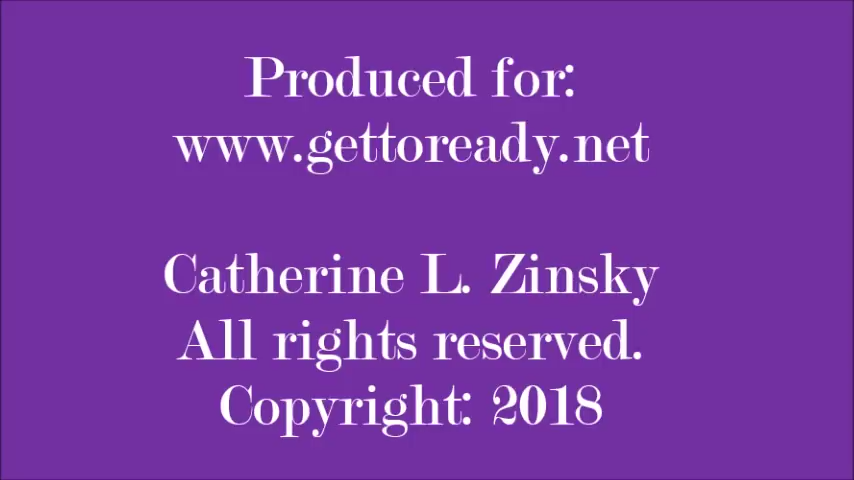 Produced for:
www.gettoready.net
Catherine L. Zinsky
All rights reserved.
Copyright: 2018